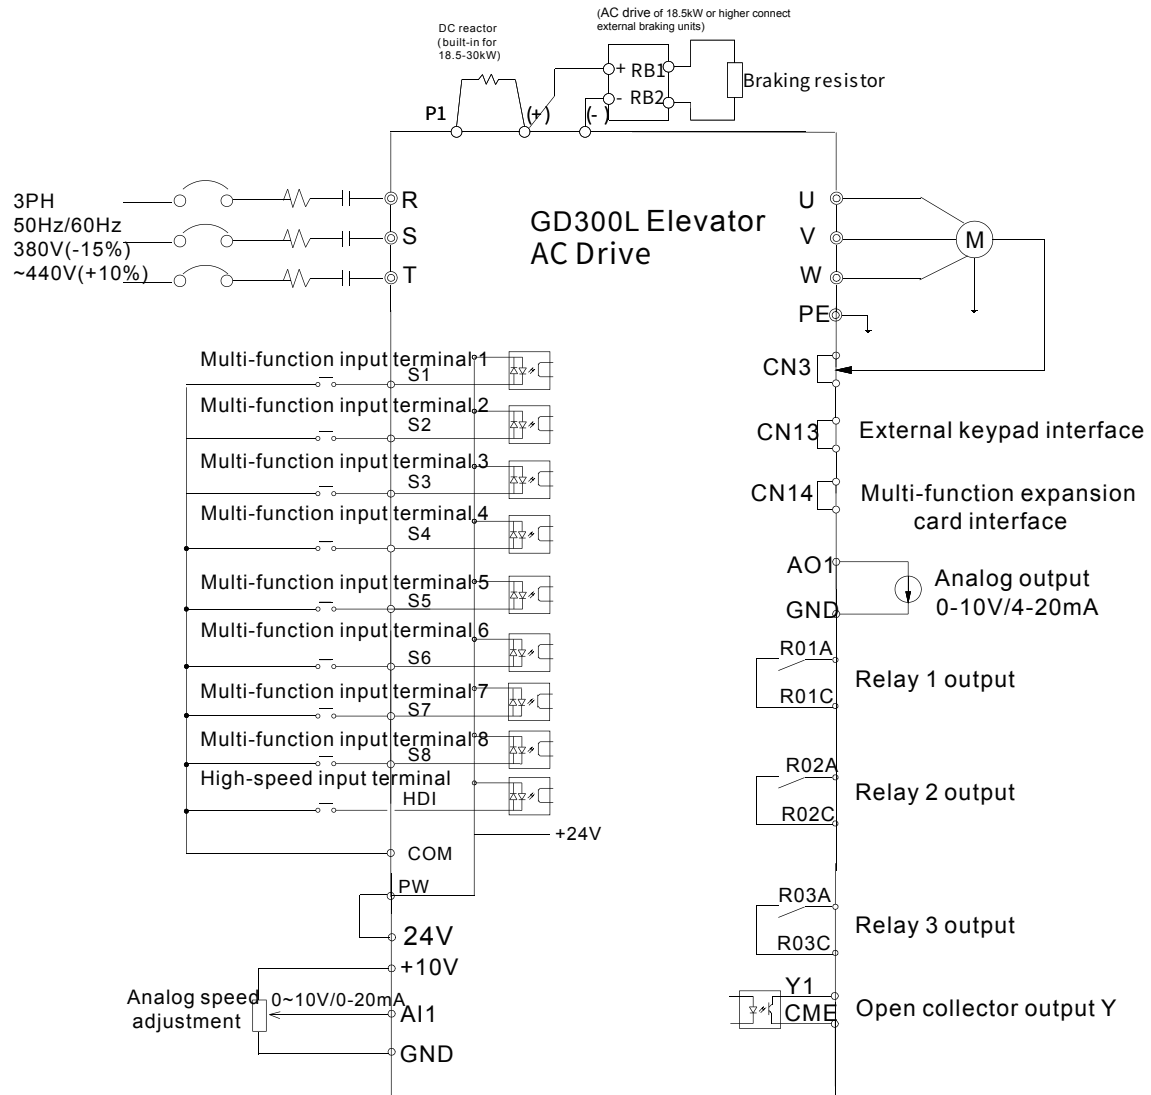 (AC drive of 18.5kW or higher connect
external braking units)
DC reactor
(built-in for
18.5-30kW)
+ RB1
- RB2
Braking resistor
P1
(+)
(-)
3PH
50Hz/60Hz
380V(-15%)
~440V(+10%)
R
S
T
GD300L Elevator
AC Drive
U
V
W
PE
M
CN3
CN13
External keypad interface
CN14
Multi-function expansion
card interface
AO1
GND
Analog output
0-10V/4-20mA
R01A
R01C
Relay 1 output
R02A
R02C
Relay 2 output
R03A
R03C
Relay 3 output
Y1
CME
Open collector output Y
Multi-function input terminal 1
S1
Multi-function input terminal 2
S2
Multi-function input terminal 3
S3
Multi-function input terminal 4
S4
Multi-function input terminal 5
S5
Multi-function input terminal 6
S6
Multi-function input terminal 7
S7
Multi-function input terminal 8
S8
High-speed input terminal
HDI
+24V
COM
PW
24V
+10V
Analog speed
adjustment
0~10V/0-20mA
AI1
GND